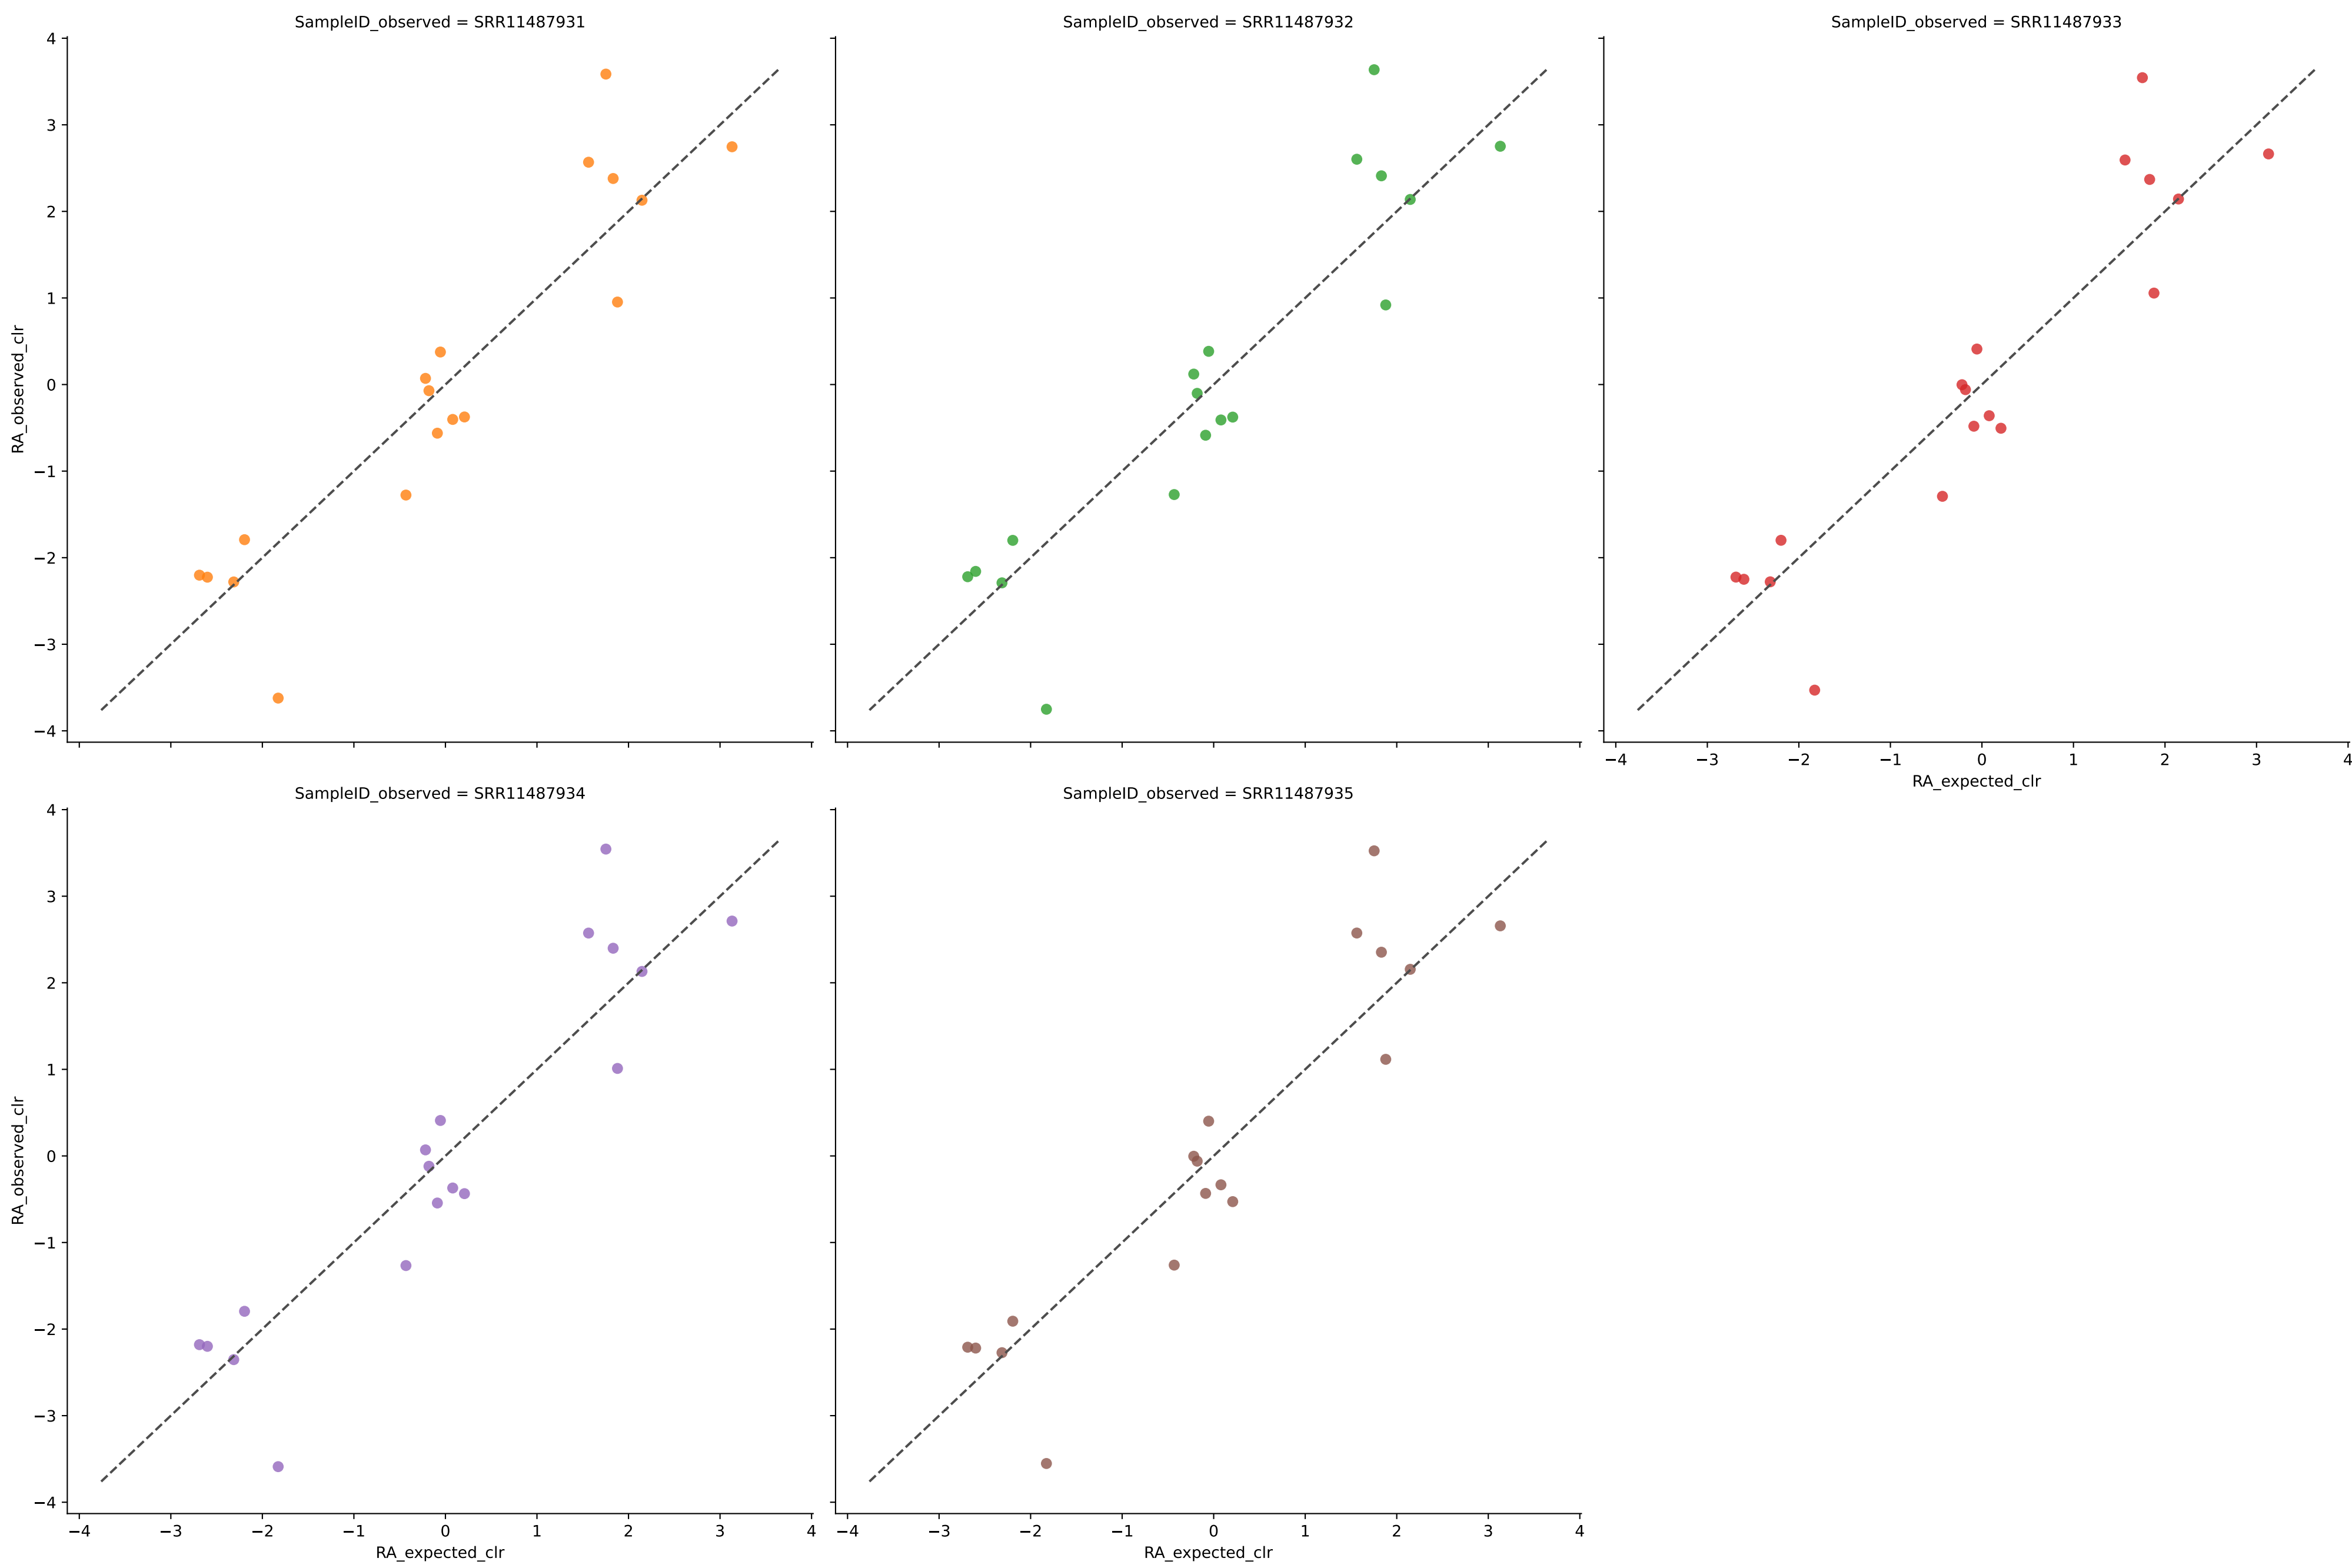 SampleID_observed = SRR11487931
SampleID_observed = SRR11487932
SampleID_observed = SRR11487933
4
3
2
1
0
−1
−2
−3
−4
RA_observed_clr
−4 −3 −2 −1 0 1 2 3 4
RA_expected_clr
SampleID_observed = SRR11487934
SampleID_observed = SRR11487935
4
3
2
1
0
−1
−2
−3
−4
RA_observed_clr
−4 −3 −2 −1 0 1 2 3 4
RA_expected_clr
−4 −3 −2 −1 0 1 2 3 4
RA_expected_clr